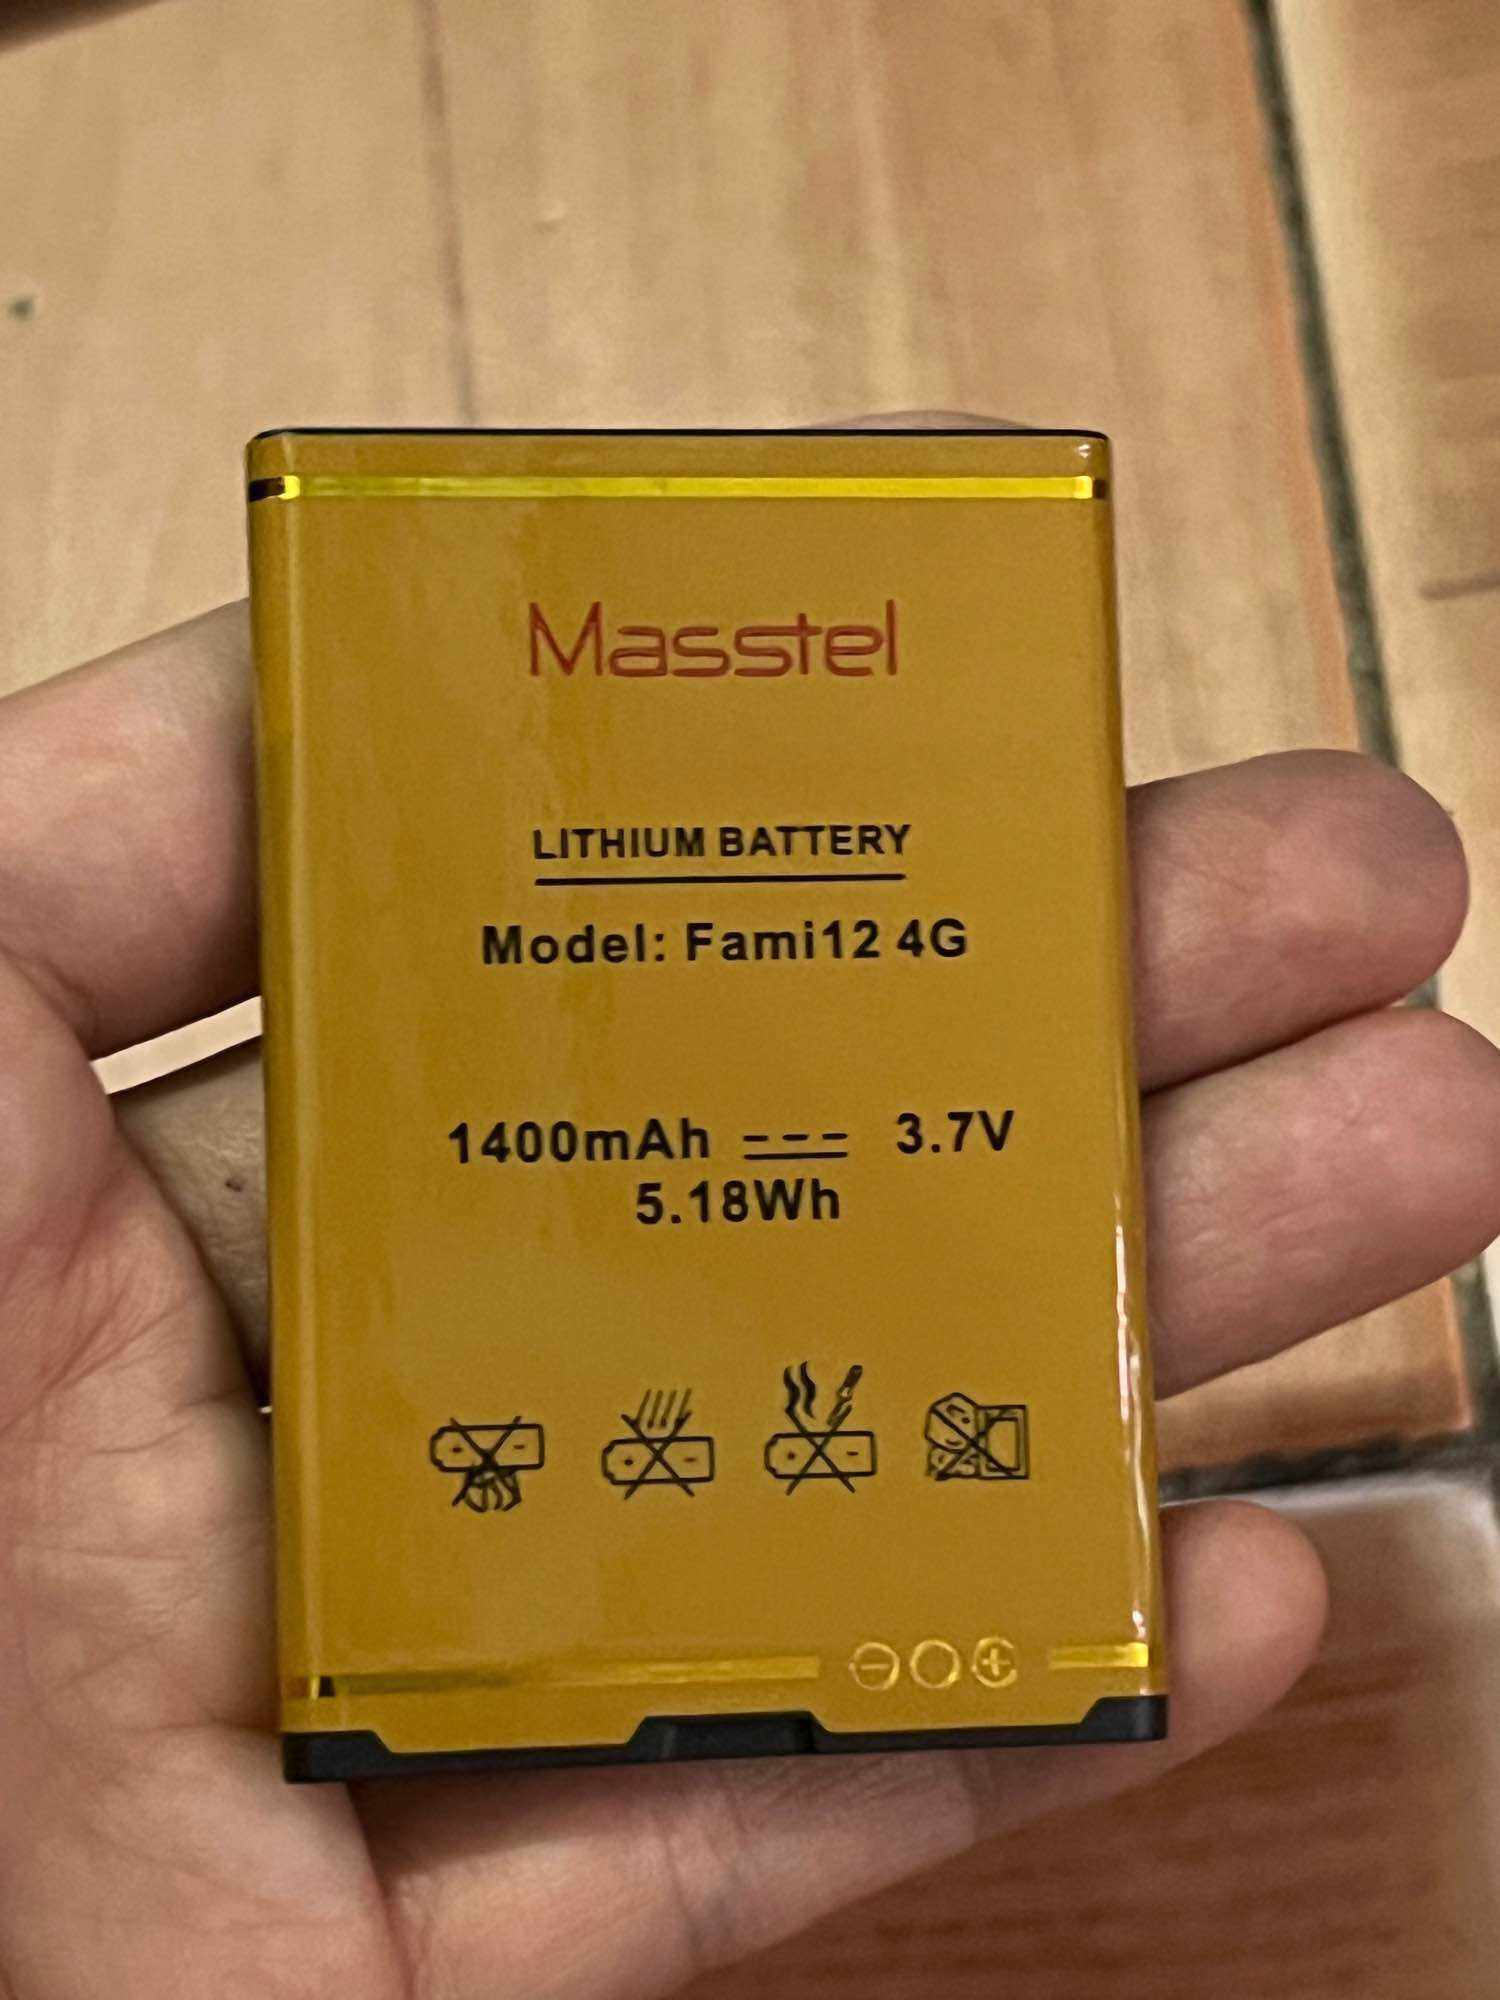 Masstel
LITHIUM BATTERY
Model: Fami12 4G
1400mAh 3.7V
5.18Wh